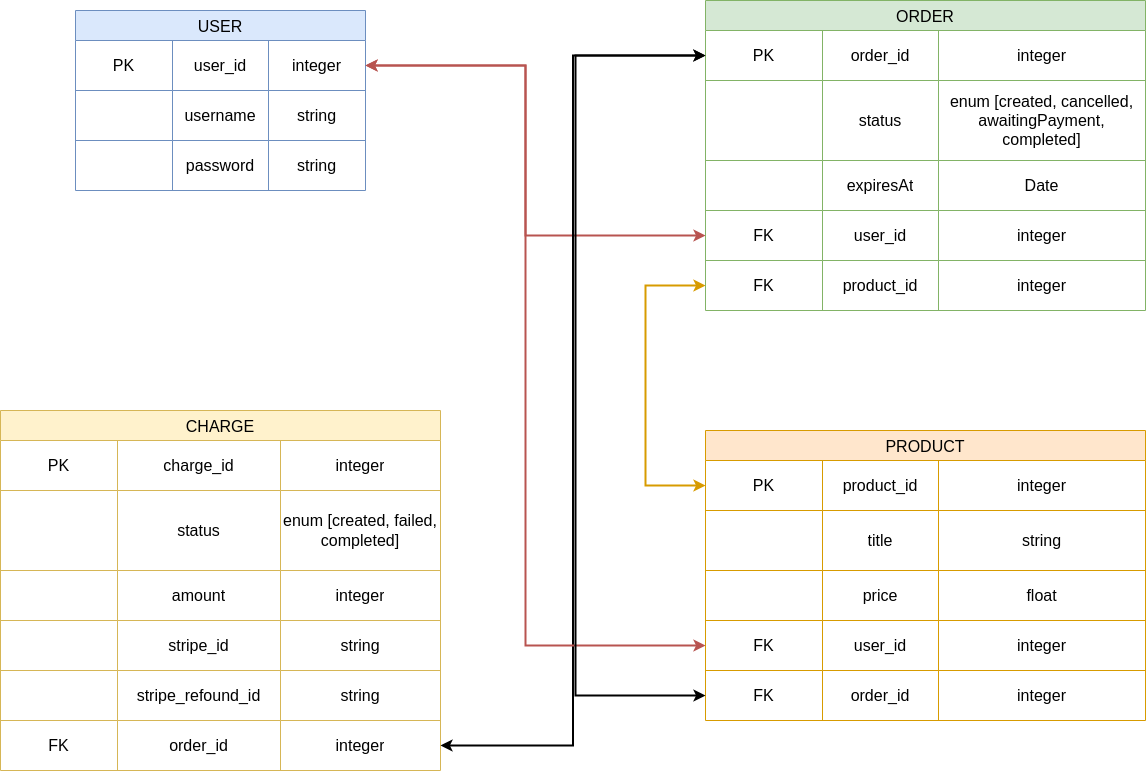 USER
PK user_id integer
username string
password string
ORDER
PK order_id integer
status enum [created, cancelled,
awaitingPayment,
completed]
expiresAt Date
FK user_id integer
FK product_id integer
CHARGE
PK charge_id integer
status enum [created, failed,
completed]
amount integer
stripe_id string
stripe_refound_id string
FK order_id integer
PRODUCT
PK product_id integer
title string
price float
FK user_id integer
FK order_id integer